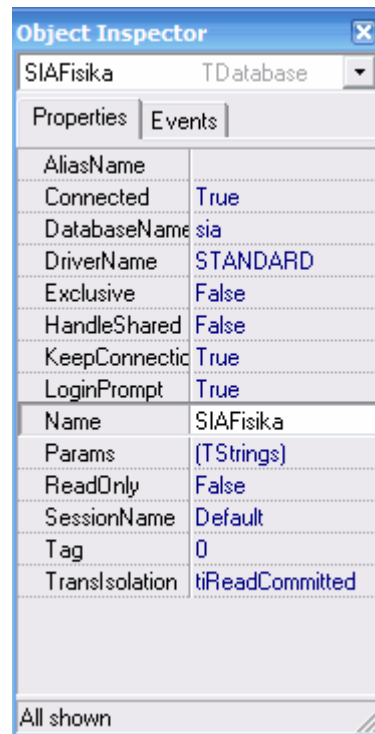 Object Inspector
SIAFisika TDatabase
Properties Events
AliasName
Connected True
DatabaseName sia
DriverName STANDARD
Exclusive False
HandleShared False
KeepConnectic True
LoginPrompt True
Name SIAFisika
Params (TStrings)
ReadOnly False
SessionName Default
Tag 0
TransIsolation tiReadCommitted
All shown